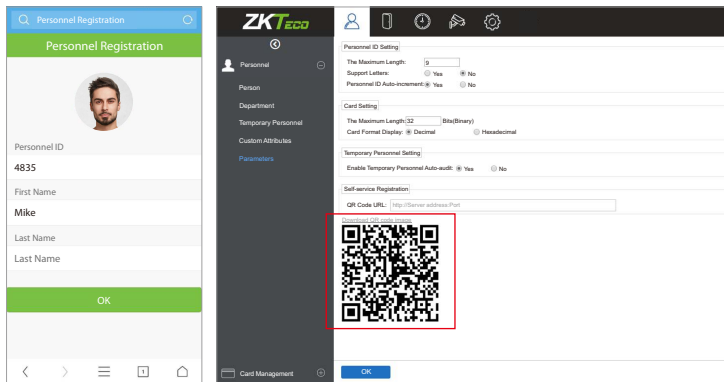 Personnel Registration
Personnel Registration
Personnel ID
4835
First Name
Mike
Last Name
Last Name
OK
1
ZKTeco
Personnel
Person
Department
Temporary Personnel
Custom Attributes
Parameters
Card Management
Personnel ID Setting
The Maximum Length: 9
Support Letters: Yes No
Personnel ID Auto-increment: Yes No
Card Setting
The Maximum Length: 32 Bits(Binary)
Card Format Display: Decimal Hexadecimal
Temporary Personnel Setting
Enable Temporary Personnel Auto-audit: Yes No
Self-service Registration
QR Code URL: http://Server address:Port
Download QR code image
OK